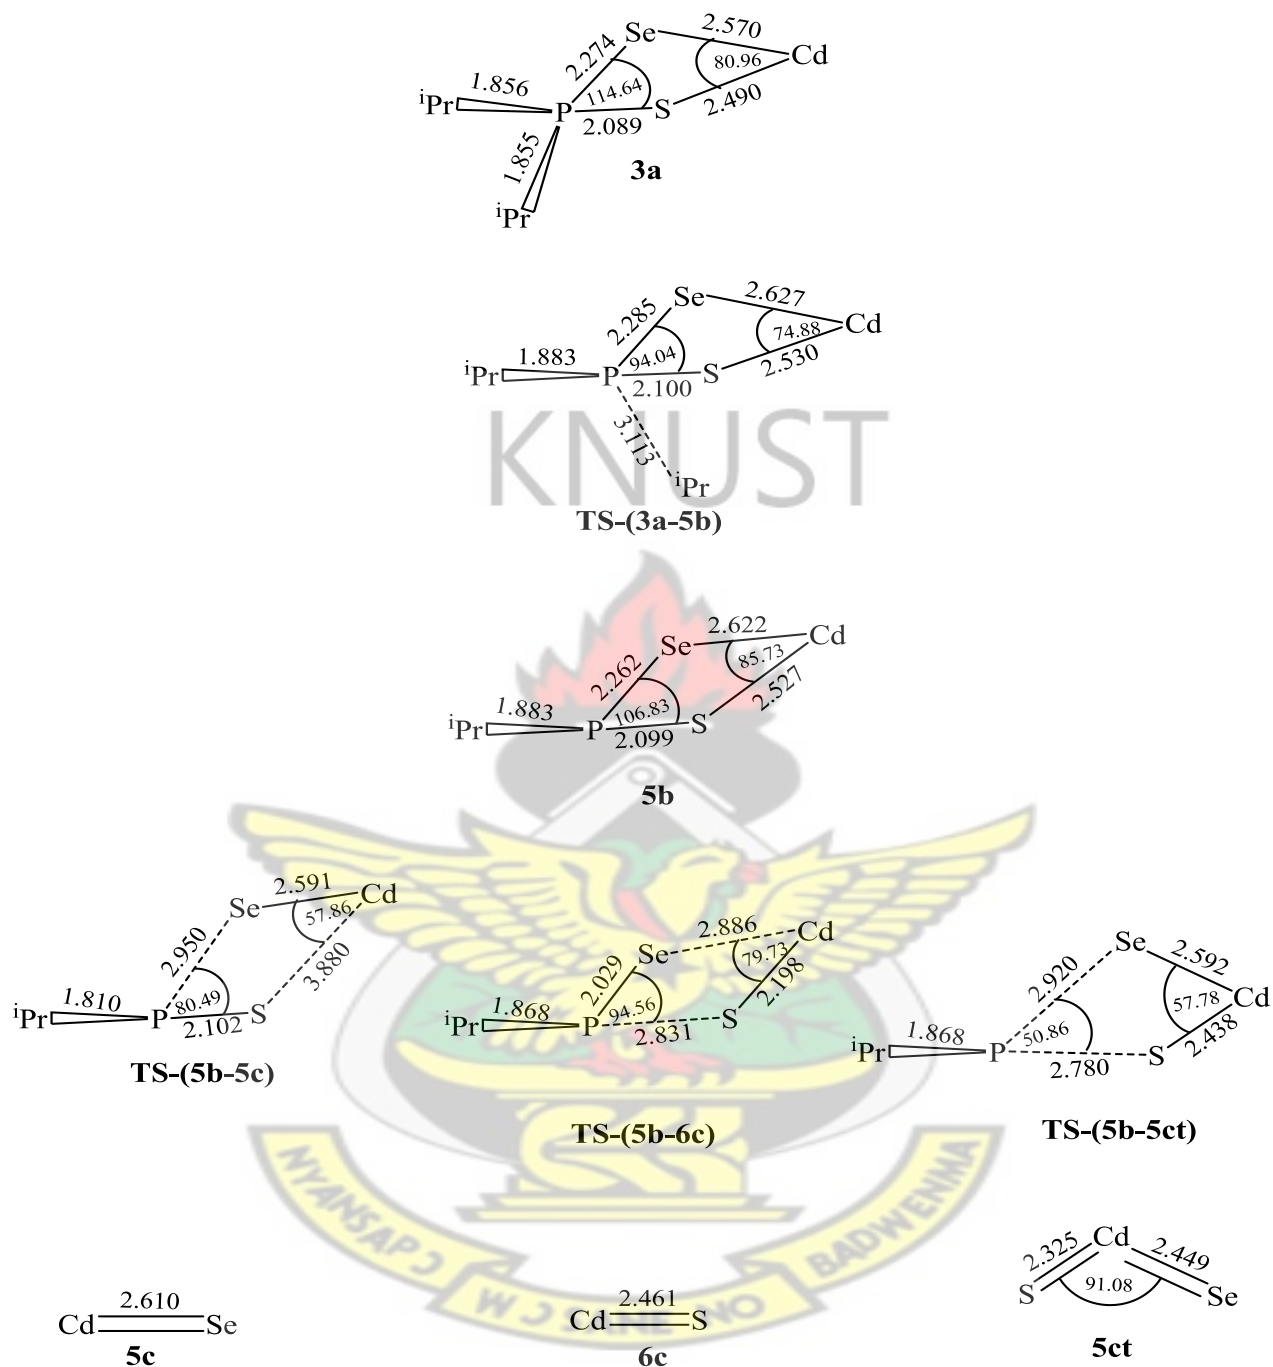 Se 2.570 Cd
2.274 80.96
iPr 1.856 P 114.64 S 2.490
2.089
1.855
3a
iPr
Se 2.627 Cd
2.285 74.88
iPr 1.883 P 94.04 S 2.530
2.100
KNUST
3.113
iPr
TS-(3a-5b)
Se 2.622 Cd
2.262 85.73
iPr 1.883 P 106.83 S 2.527
2.099
5b
Se 2.591 Cd
2.950 57.86
iPr 1.810 P 80.49 S 3.880
2.102
TS-(5b-5c)
Se 2.886 Cd
2.029 79.73
iPr 1.868 P 94.56 S 2.198
2.831
TS-(5b-6c)
Se 2.592 Cd
2.920 57.78
iPr 1.868 P 50.86 S 2.438
2.780
TS-(5b-5ct)
NYANSAPƆ WƆ SANE NO BADWENMA
Cd 2.610 Se
5c
Cd 2.461 S
6c
2.325 Cd 2.449
S 91.08 Se
5ct